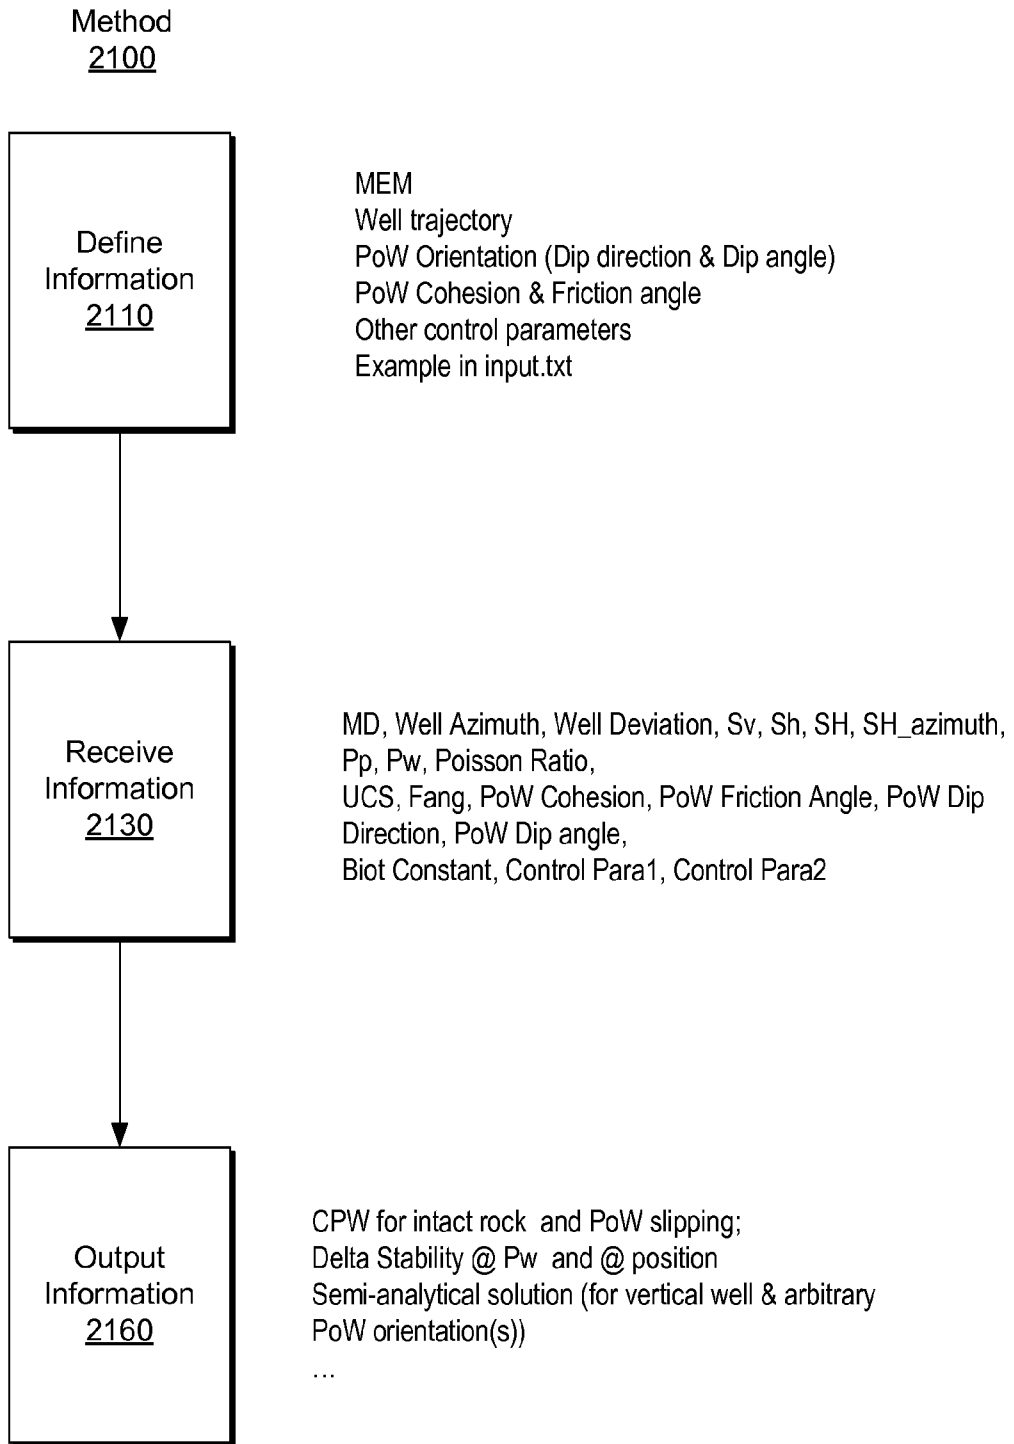 Method
2100
Define
Information
2110
MEM
Well trajectory
PoW Orientation (Dip direction & Dip angle)
PoW Cohesion & Friction angle
Other control parameters
Example in input.txt
Receive
Information
2130
MD, Well Azimuth, Well Deviation, Sv, Sh, SH, SH_azimuth,
Pp, Pw, Poisson Ratio,
UCS, Fang, PoW Cohesion, PoW Friction Angle, PoW Dip
Direction, PoW Dip angle,
Biot Constant, Control Para1, Control Para2
Output
Information
2160
CPW for intact rock and PoW slipping;
Delta Stability @ Pw and @ position
Semi-analytical solution (for vertical well & arbitrary
PoW orientation(s))
...